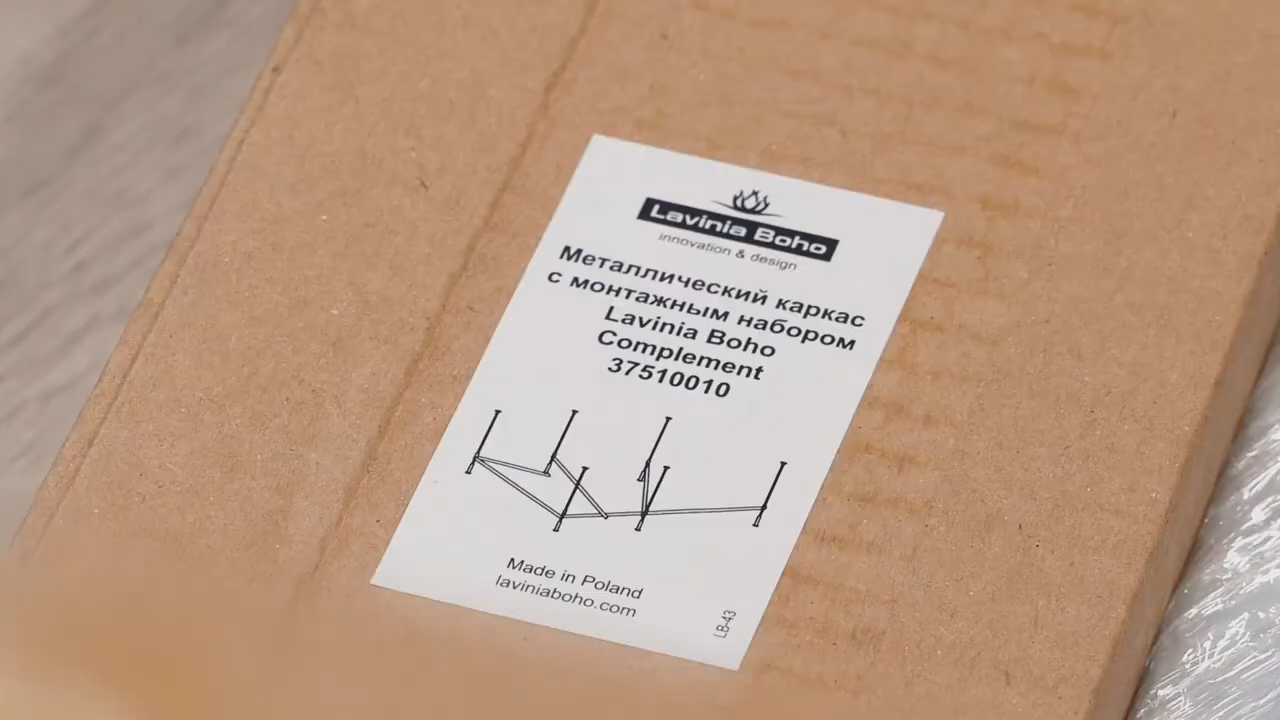 Lavinia Boho
innovation & design
Металлический каркас
с монтажным набором
Lavinia Boho
Complement
37510010
Made in Poland
laviniaboho.com
LB-43